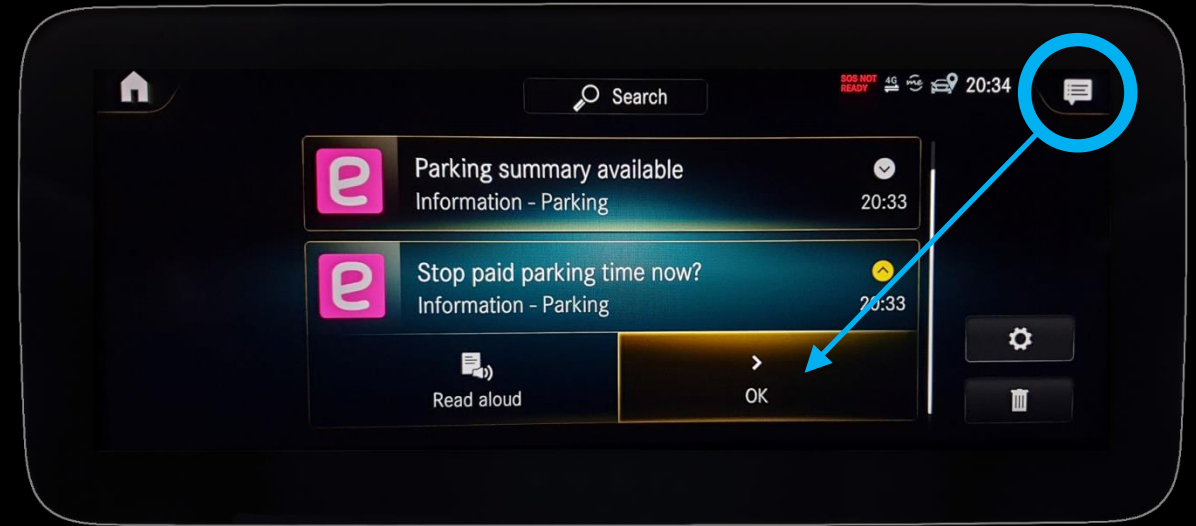 Search
SOS NOT
READY
4G
me
20:34
e
Parking summary available
Information - Parking
20:33
e
Stop paid parking time now?
Information - Parking
20:33
Read aloud
OK